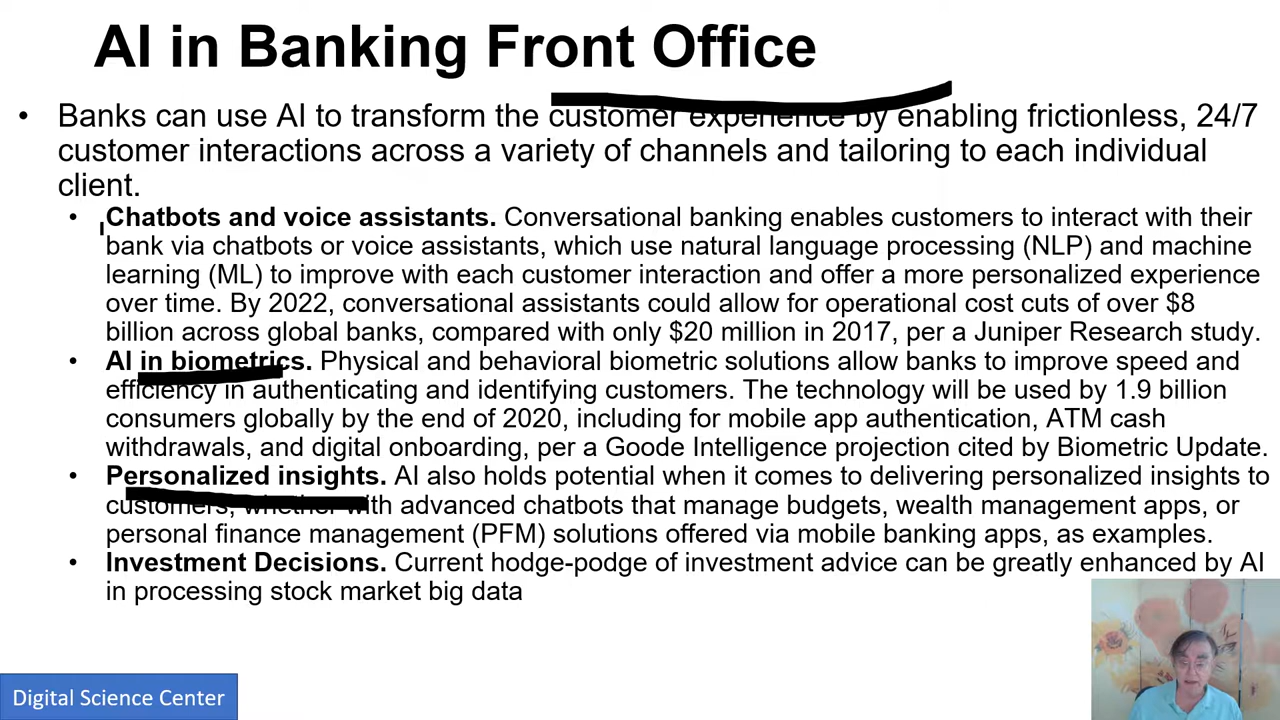 AI in Banking Front Office
• Banks can use AI to transform the customer experience by enabling frictionless, 24/7
customer interactions across a variety of channels and tailoring to each individual
client.
• Chatbots and voice assistants. Conversational banking enables customers to interact with their
bank via chatbots or voice assistants, which use natural language processing (NLP) and machine
learning (ML) to improve with each customer interaction and offer a more personalized experience
over time. By 2022, conversational assistants could allow for operational cost cuts of over $8
billion across global banks, compared with only $20 million in 2017, per a Juniper Research study.
• AI in biometrics. Physical and behavioral biometric solutions allow banks to improve speed and
efficiency in authenticating and identifying customers. The technology will be used by 1.9 billion
consumers globally by the end of 2020, including for mobile app authentication, ATM cash
withdrawals, and digital onboarding, per a Goode Intelligence projection cited by Biometric Update.
• Personalized insights. AI also holds potential when it comes to delivering personalized insights to
customers, whether with advanced chatbots that manage budgets, wealth management apps, or
personal finance management (PFM) solutions offered via mobile banking apps, as examples.
• Investment Decisions. Current hodge-podge of investment advice can be greatly enhanced by AI
in processing stock market big data
Digital Science Center